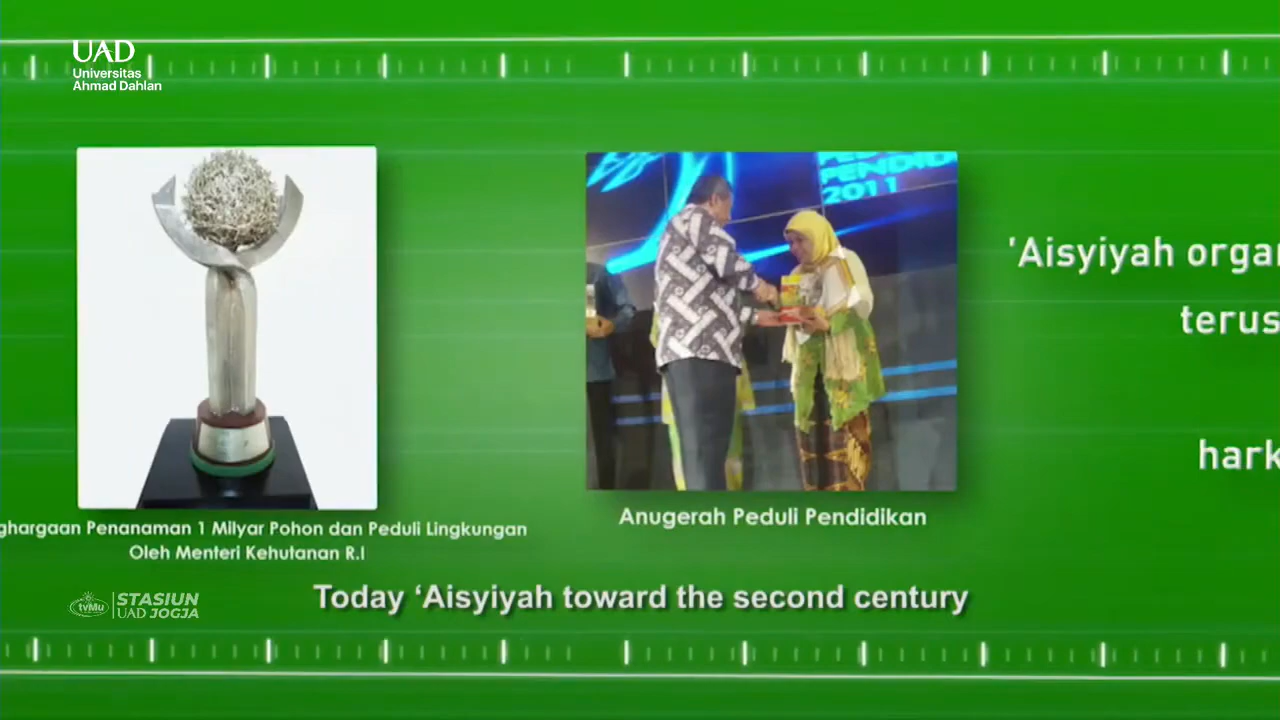 UAD
Universitas
Ahmad Dahlan
PENDID
2011
'Aisyiyah orga
terus
hark
Penanaman 1 Milyar Pohon dan Peduli Lingkungan
Oleh Menteri Kehutanan R.I
Anugerah Peduli Pendidikan
Today ‘Aisyiyah toward the second century
tvMu
STASIUN
UAD JOGJA